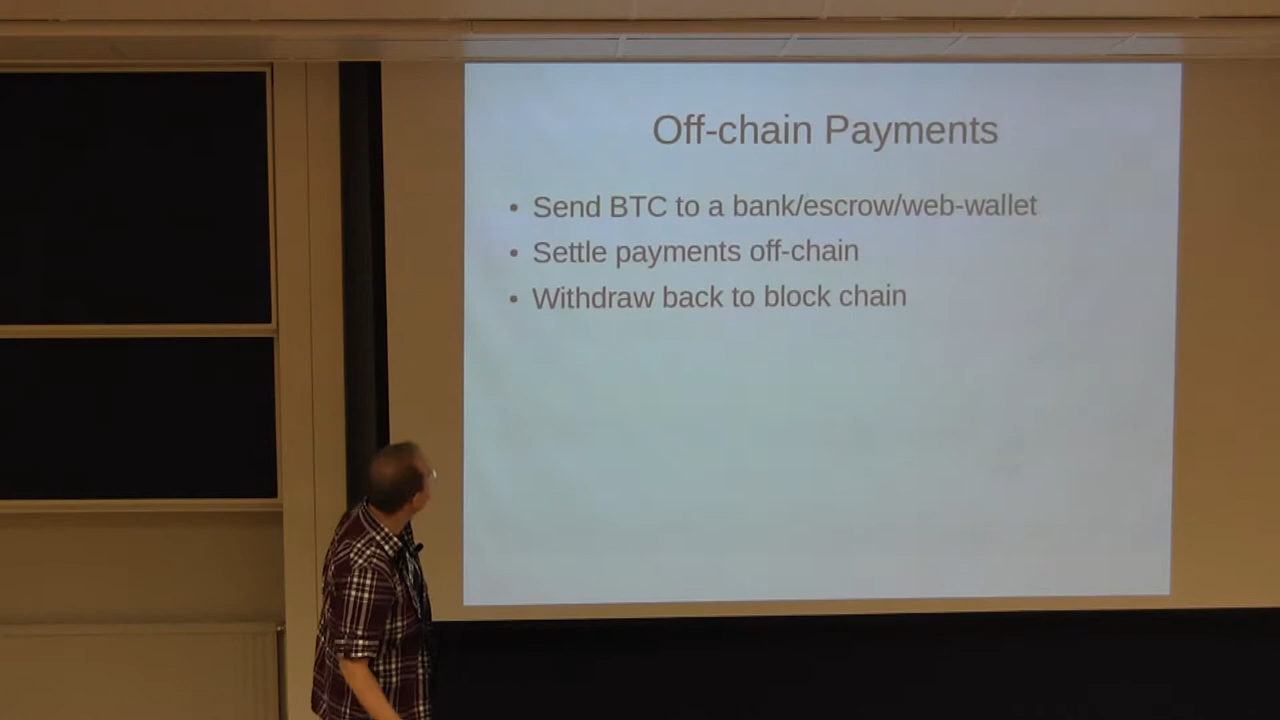 Off-chain Payments
• Send BTC to a bank/escrow/web-wallet
• Settle payments off-chain
• Withdraw back to block chain